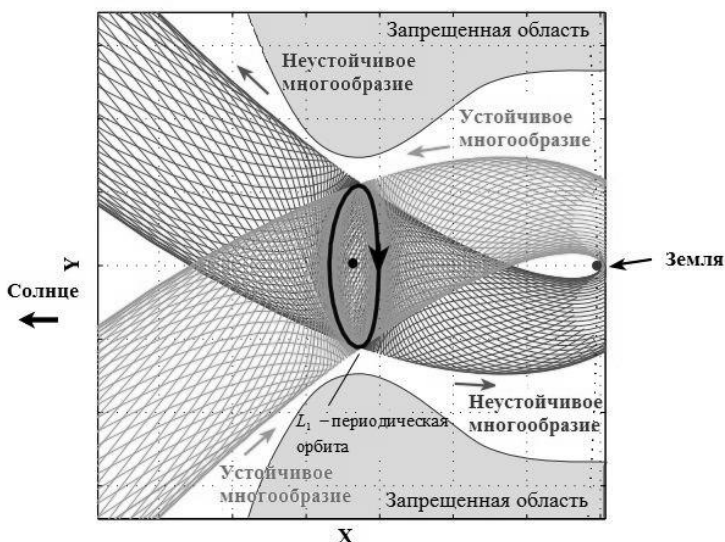 Запрещенная область
Неустойчивое
многообразие
Устойчивое
многообразие
Земля
Y
Солнце
L₁ – периодическая
орбита
Неустойчивое
многообразие
Устойчивое
многообразие
Запрещенная область
X